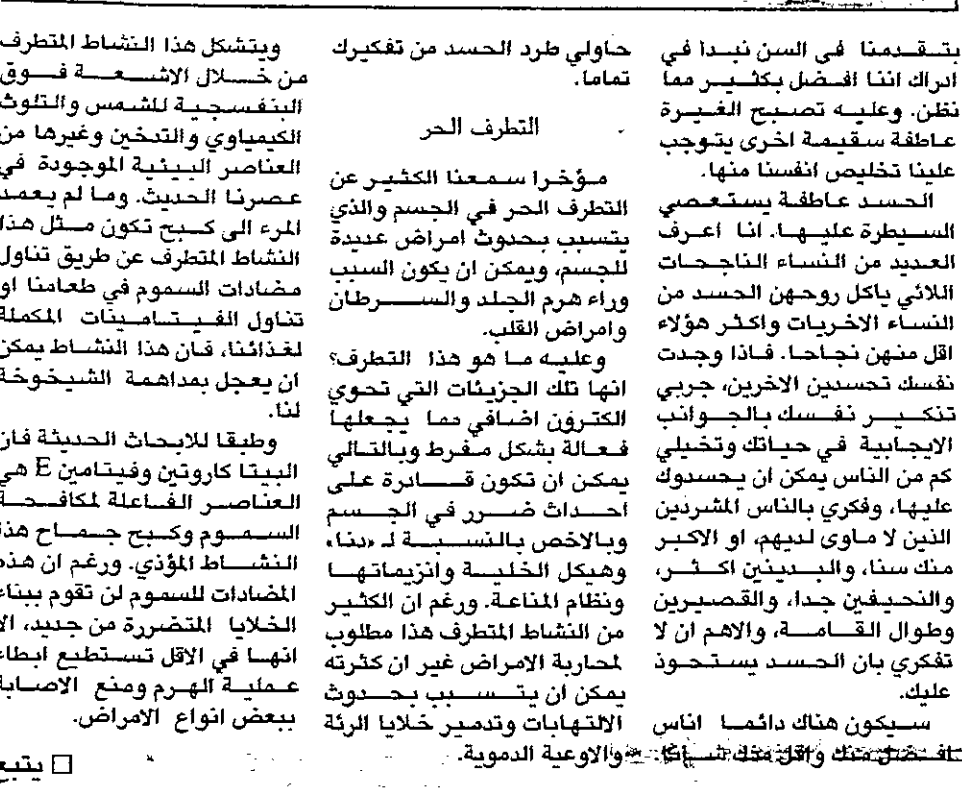 بتقدمنا في السن نبدا في
ادراك اننا افضل بكثير مما
نظن. وعليه تصبح الغيرة
عاطفة سقيمة اخرى يتوجب
علينا تخليص انفسنا منها.
الحسد عاطفة يستعصي
السيطرة عليها. انا اعرف
العديد من النساء الناجحات
اللائي ياكل روحهن الحسد من
النساء الاخريات واكثر هؤلاء
اقل منهن نجاحا. فاذا وجدت
نفسك تحسدين الاخرين، جربي
تذكير نفسك بالجوانب
الايجابية في حياتك وتخيلي
كم من الناس يمكن ان يحسدوك
عليها، وفكري بالناس المشردين
الذين لا ماوى لديهم، او الاكبر
منك سنا، والبدينين اكثر،
والنحيفين جدا، والقصيرين
وطوال القامة، والاهم ان لا
تفكري بان الحسد يستحوذ
عليك.
سيكون هناك دائما اناس
افضل منك واقل منك شانا.
حاولي طرد الحسد من تفكيرك
تماما.
التطرف الحر
مؤخرا سمعنا الكثير عن
التطرف الحر في الجسم والذي
يتسبب بحدوث امراض عديدة
للجسم، ويمكن ان يكون السبب
وراء هرم الجلد والسرطان
وامراض القلب.
وعليه ما هو هذا التطرف؟
انها تلك الجزيئات التي تحوي
الكترون اضافي مما يجعلها
فعالة بشكل مفرط وبالتالي
يمكن ان تكون قادرة على
احداث ضرر في الجسم
وبالاخص بالنسبة لـ «دنا»
وهيكل الخلية وانزيماتها
ونظام المناعة. ورغم ان الكثير
من النشاط المتطرف هذا مطلوب
لمحاربة الامراض غير ان كثرته
يمكن ان يتسبب بحدوث
الالتهابات وتدمير خلايا الرئة
والاوعية الدموية.
ويتشكل هذا النشاط المتطرف
من خلال الاشعة فوق
البنفسجية للشمس والتلوث
الكيمياوي والتدخين وغيرها من
العناصر البيئية الموجودة في
عصرنا الحديث. وما لم يعمد
المرء الى كبح تكون مثل هذا
النشاط المتطرف عن طريق تناول
مضادات السموم في طعامنا او
تناول الفيتامينات المكملة
لغذائنا، فان هذا النشاط يمكن
ان يعجل بمداهمة الشيخوخة
لنا.
وطبقا للابحاث الحديثة فان
البيتا كاروتين وفيتامين E هي
العناصر الفاعلة لمكافحة
السموم وكبح جماح هذا
النشاط المؤذي. ورغم ان هذه
المضادات للسموم لن تقوم ببناء
الخلايا المتضررة من جديد، الا
انها في الاقل تستطيع ابطاء
عملية الهرم ومنع الاصابة
ببعض انواع الامراض.
□ يتبع